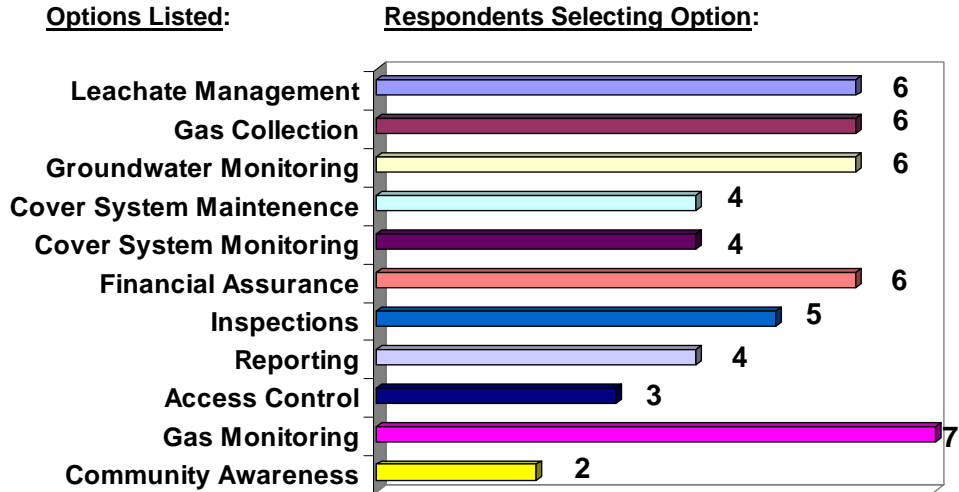 Options Listed: Respondents Selecting Option:
Leachate Management 6
Gas Collection 6
Groundwater Monitoring 6
Cover System Maintenence 4
Cover System Monitoring 4
Financial Assurance 6
Inspections 5
Reporting 4
Access Control 3
Gas Monitoring 7
Community Awareness 2